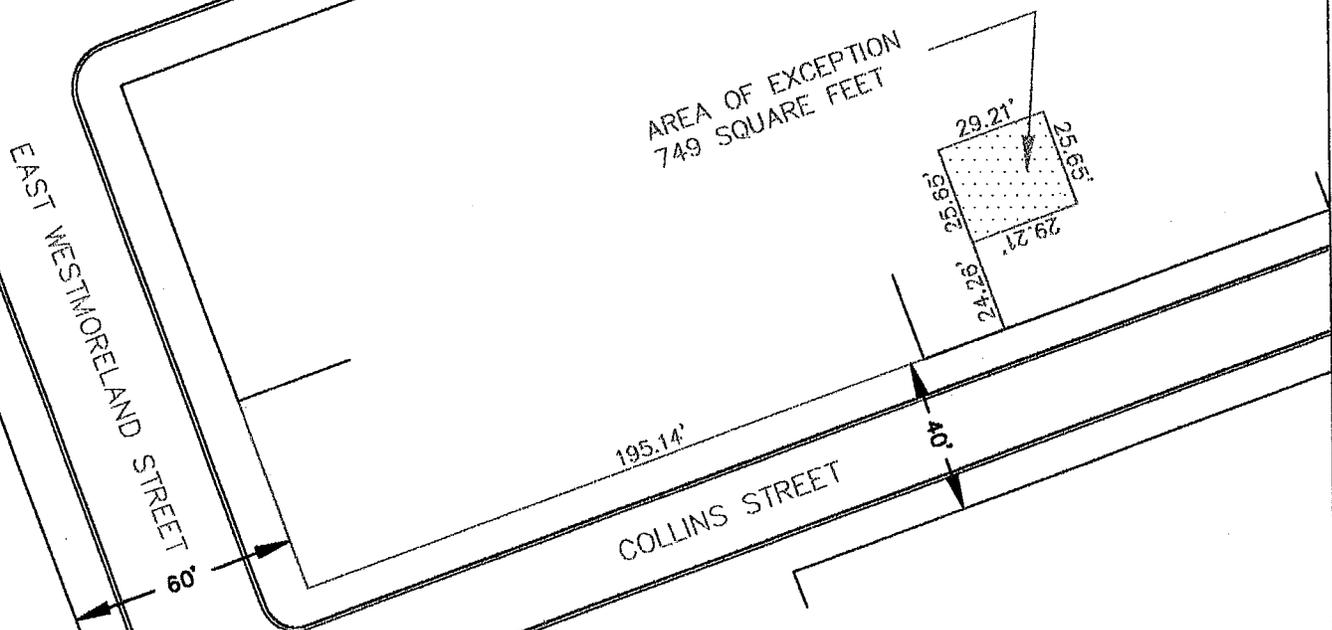 AREA OF EXCEPTION
749 SQUARE FEET
29.21'
25.65'
25.65'
29.21'
24.26'
EAST WESTMORELAND STREET
195.14'
40'
COLLINS STREET
60'